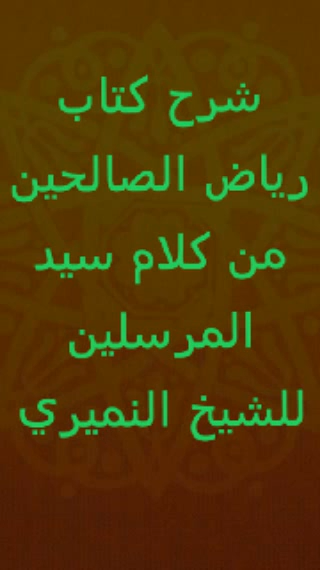 شرح كتاب
رياض الصالحين
من كلام سيد
المرسلين
للشيخ النميري